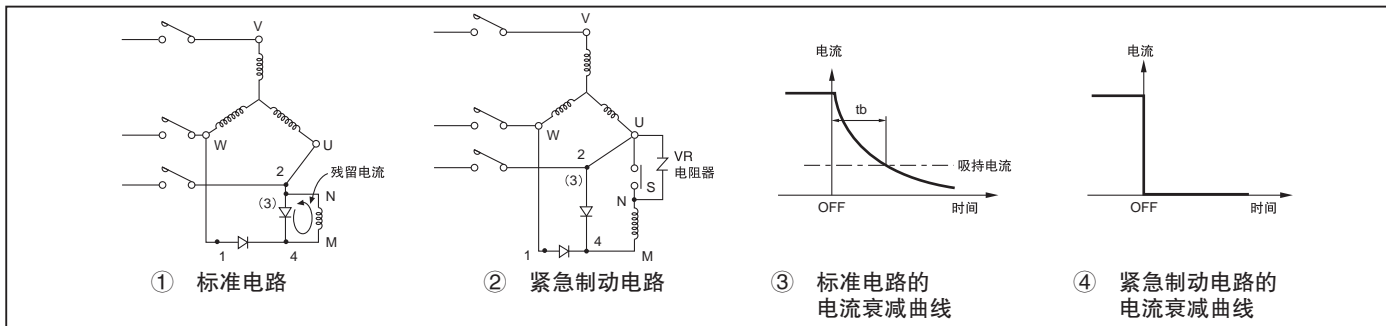 V
W
U
2
残留电流
(3)
N
M
1
4
① 标准电路
V
W
U
2
VR
电阻器
(3)
S
N
4
1
M
② 紧急制动电路
电流
tb
吸持电流
OFF
时间
③ 标准电路的
电流衰减曲线
电流
OFF
时间
④ 紧急制动电路的
电流衰减曲线